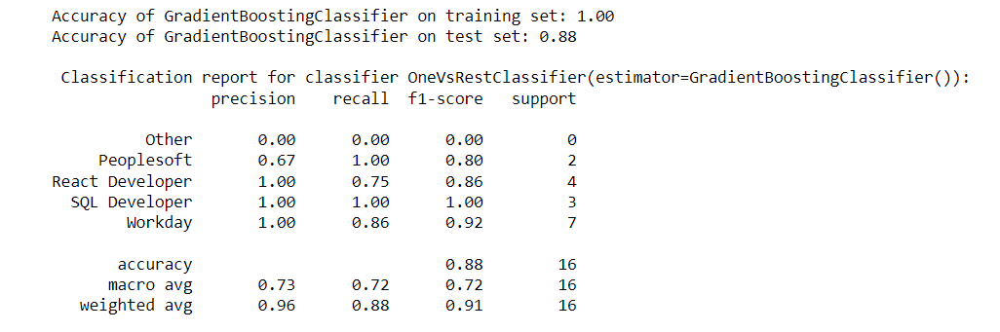 Accuracy of GradientBoostingClassifier on training set: 1.00
Accuracy of GradientBoostingClassifier on test set: 0.88
Classification report for classifier OneVsRestClassifier(estimator=GradientBoostingClassifier()):
precision recall f1-score support
Other 0.00 0.00 0.00 0
Peoplesoft 0.67 1.00 0.80 2
React Developer 1.00 0.75 0.86 4
SQL Developer 1.00 1.00 1.00 3
Workday 1.00 0.86 0.92 7
accuracy 0.88 16
macro avg 0.73 0.72 0.72 16
weighted avg 0.96 0.88 0.91 16